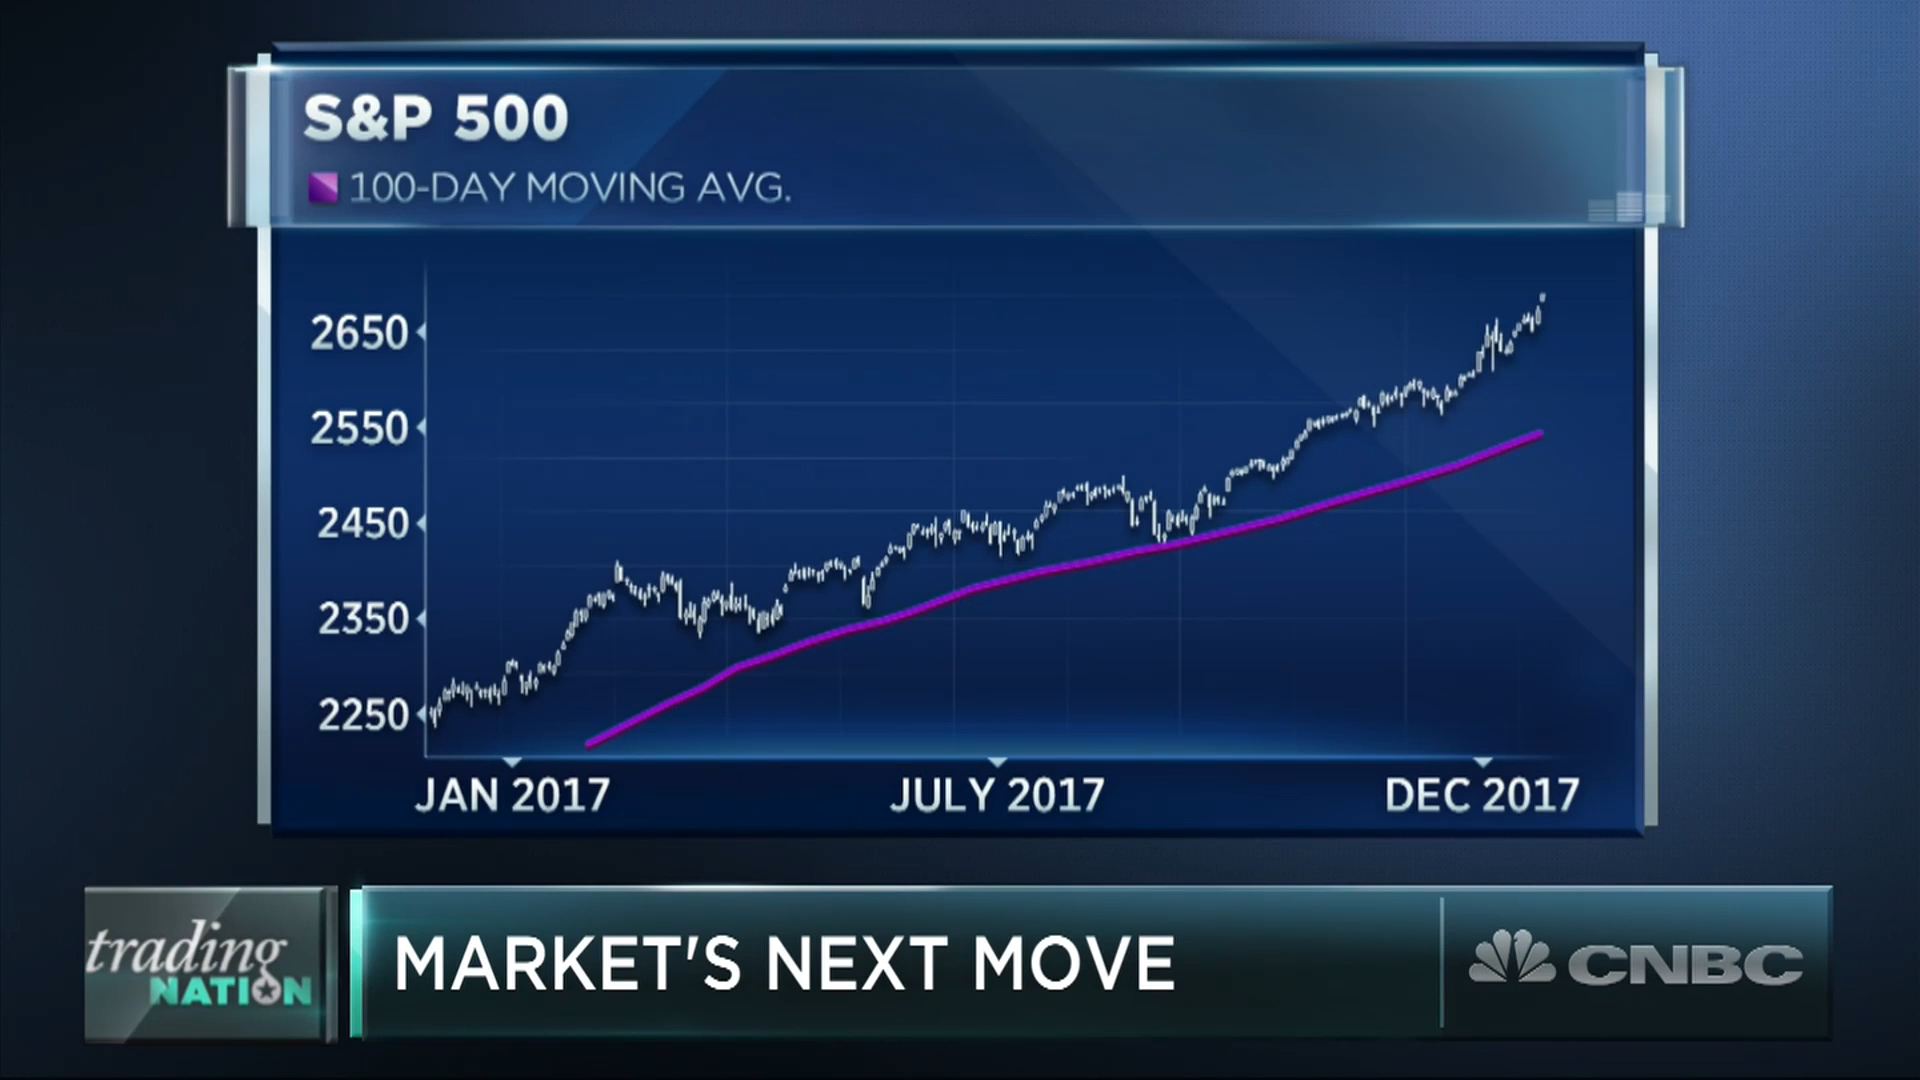 S&P 500
100-DAY MOVING AVG.
2650
2550
2450
2350
2250
JAN 2017 JULY 2017 DEC 2017
trading
NATION
MARKET'S NEXT MOVE
CNBC